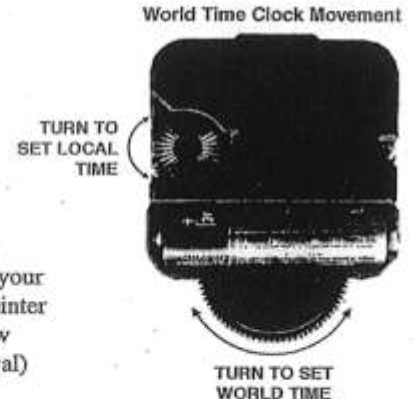 World Time Clock Movement
TURN TO
SET LOCAL
TIME
your
inter
al)
TURN TO SET
WORLD TIME